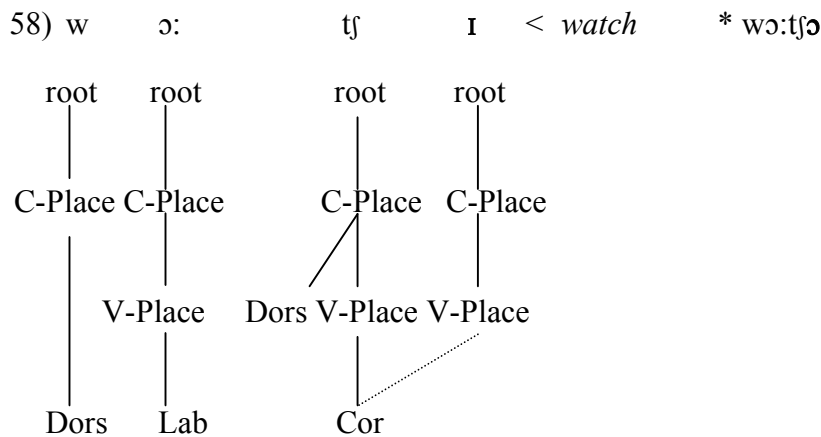 58) w ɔː tʃ ɪ < watch * wɔːtʃɔ
root root root root
C-Place C-Place C-Place C-Place
V-Place Dors V-Place V-Place
Dors Lab Cor